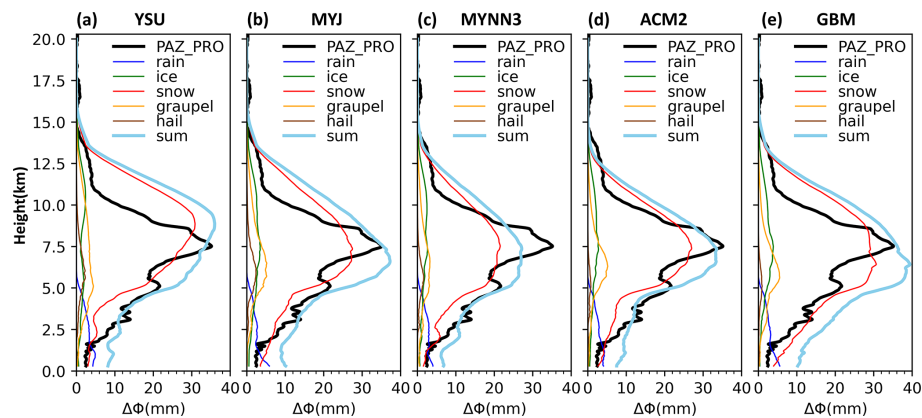 (a) YSU (b) MYJ (c) MYNN3 (d) ACM2 (e) GBM
20.0 PAZ_PRO PAZ_PRO PAZ_PRO PAZ_PRO PAZ_PRO
rain rain rain rain rain
17.5 ice ice ice ice ice
snow snow snow snow snow
graupel graupel graupel graupel graupel
15.0 hail hail hail hail hail
sum sum sum sum sum
12.5
Height(km)
10.0
7.5
5.0
2.5
0.0
0 10 20 30 40 0 10 20 30 40 0 10 20 30 40 0 10 20 30 40 0 10 20 30 40
ΔΦ(mm) ΔΦ(mm) ΔΦ(mm) ΔΦ(mm) ΔΦ(mm)